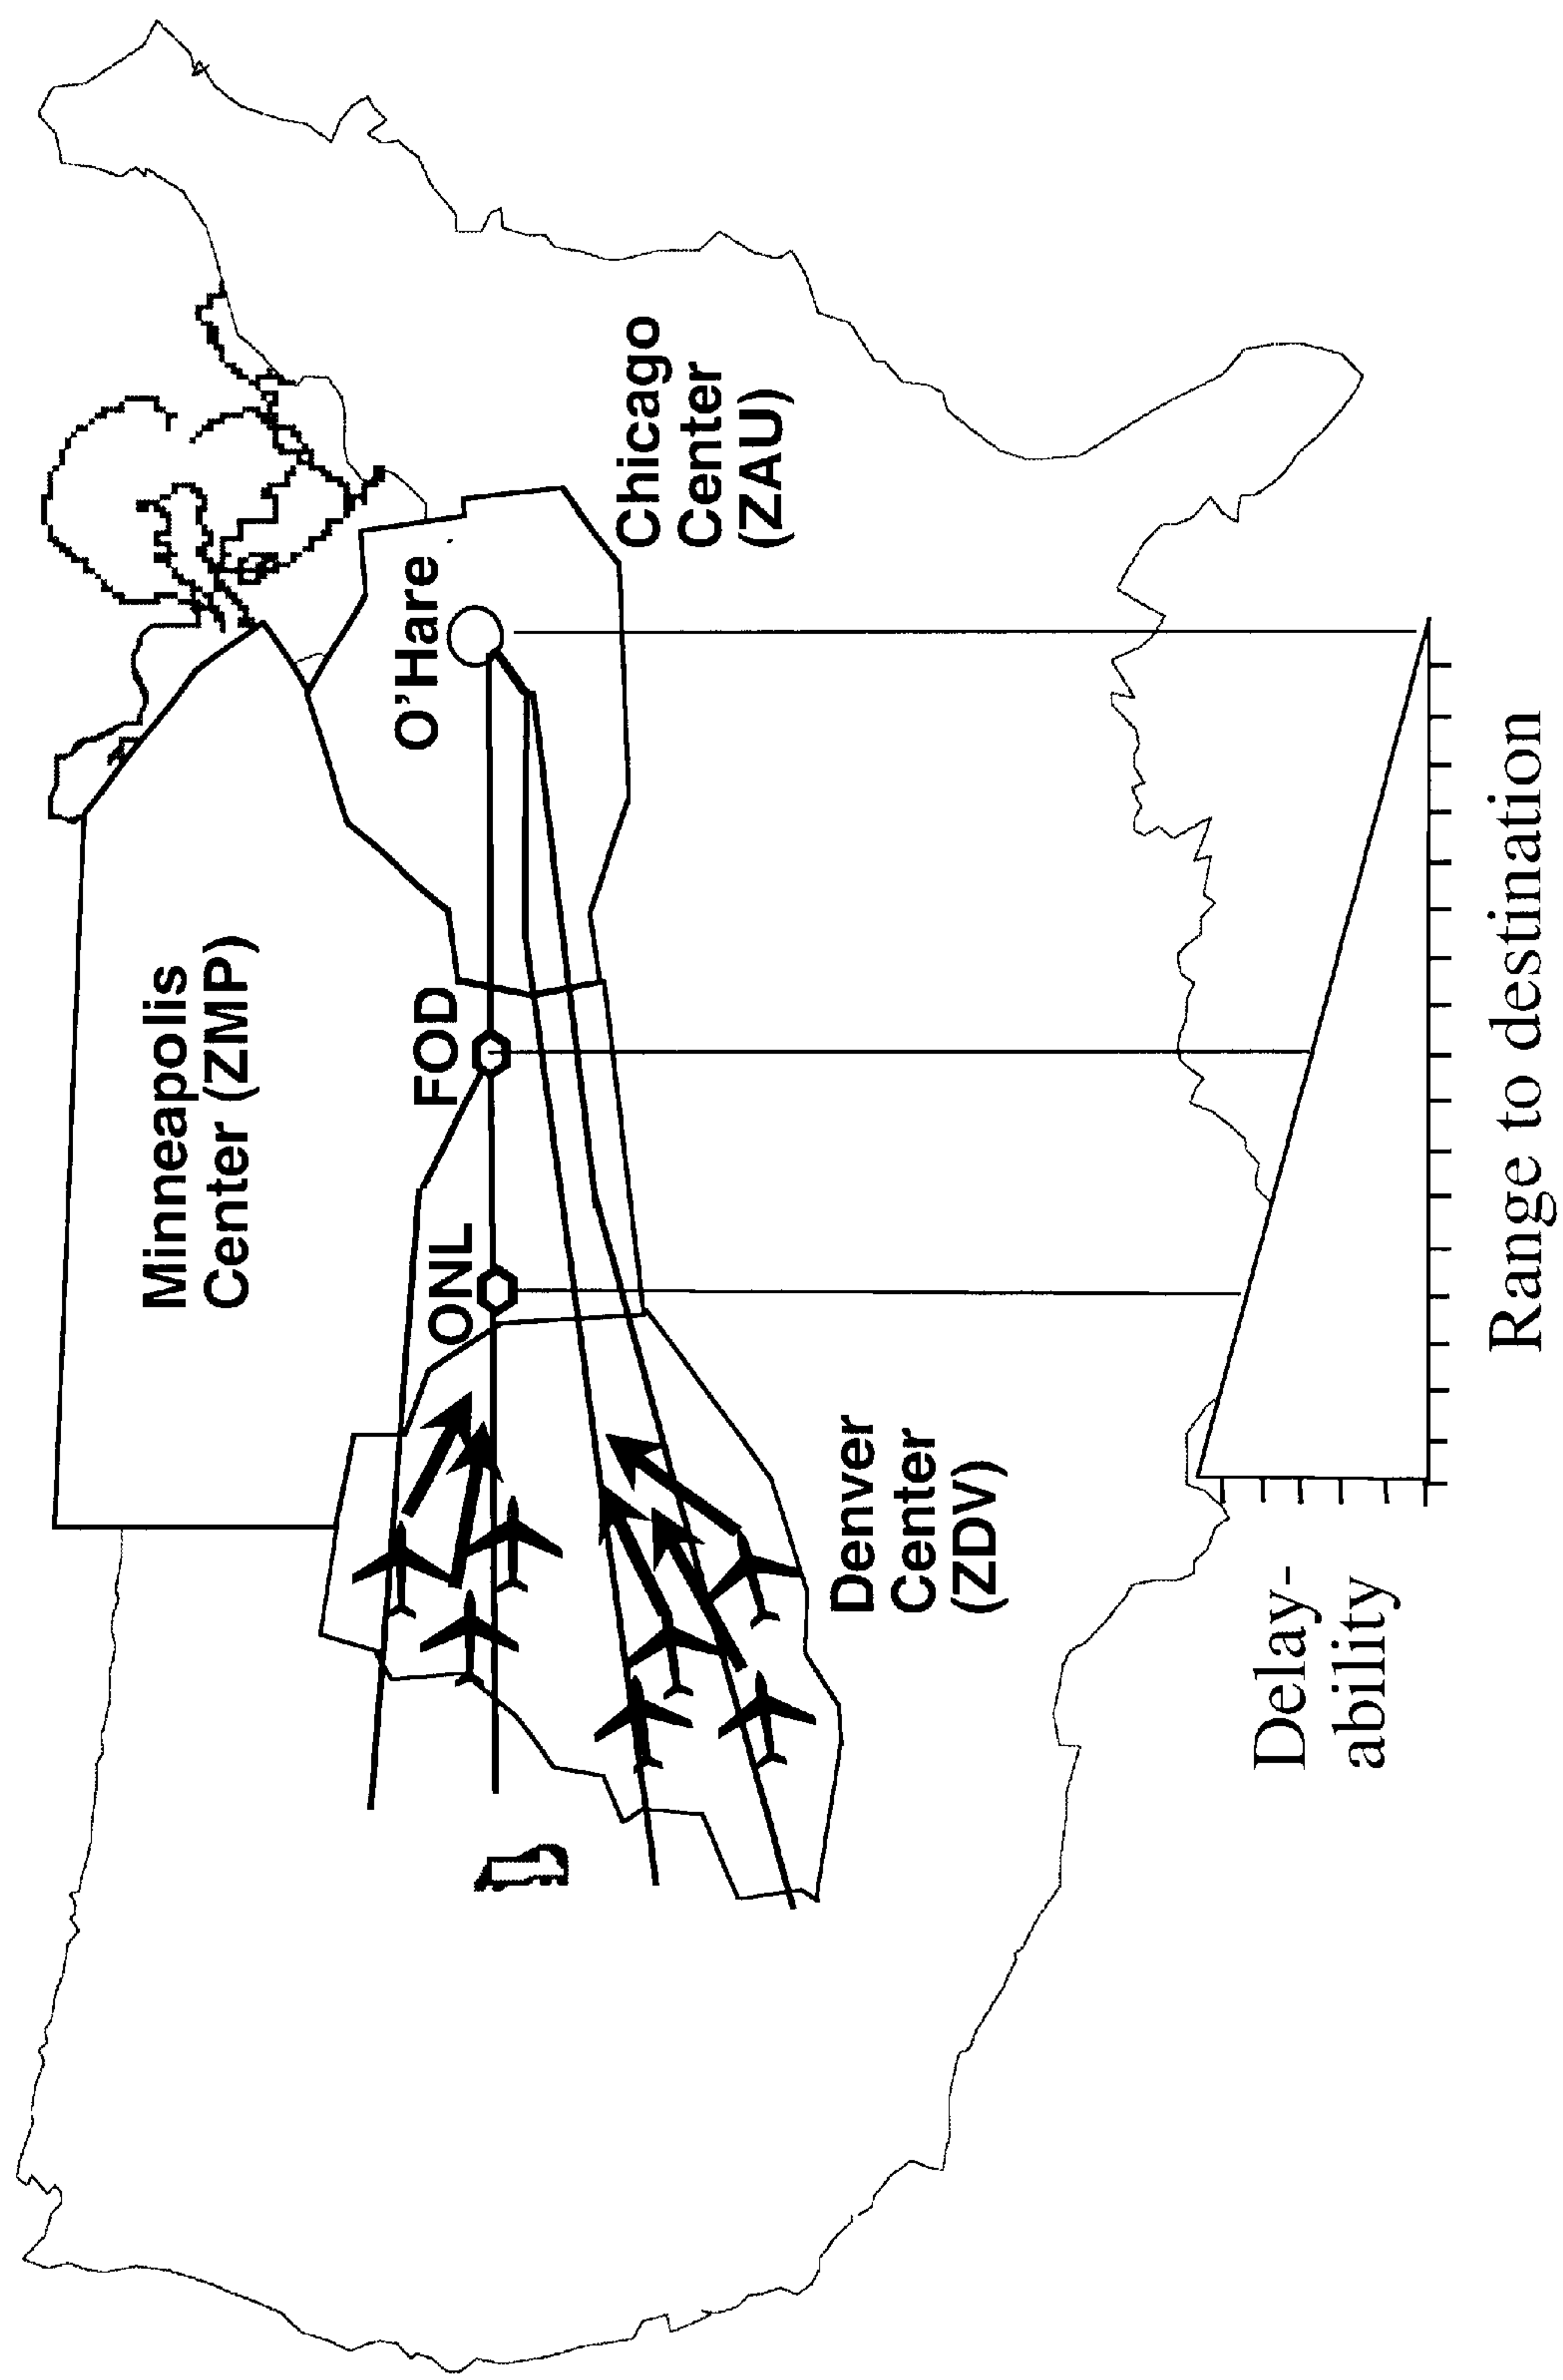 Minneapolis
Center (ZMP)
ONL
FOD
O'Hare
Chicago
Center
(ZAU)
Denver
Center
(ZDV)
Delay-
ability
Range to destination